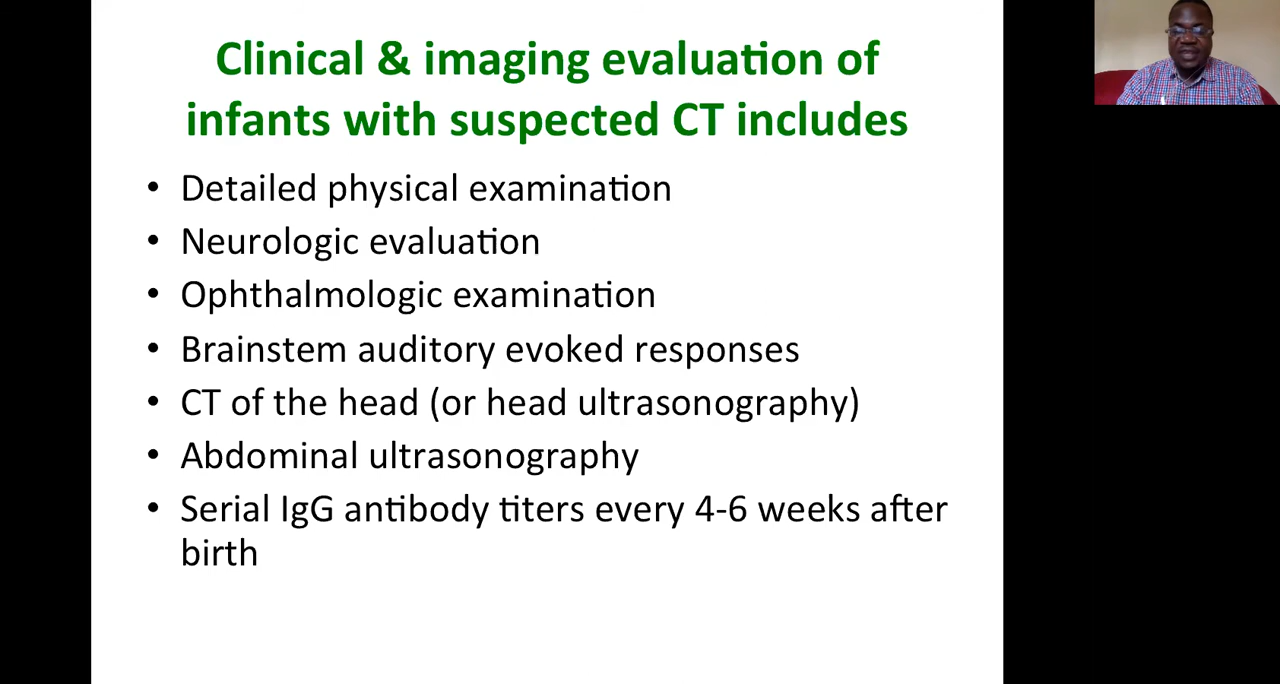 Clinical & imaging evaluation of
infants with suspected CT includes
• Detailed physical examination
• Neurologic evaluation
• Ophthalmologic examination
• Brainstem auditory evoked responses
• CT of the head (or head ultrasonography)
• Abdominal ultrasonography
• Serial IgG antibody titers every 4-6 weeks after
birth